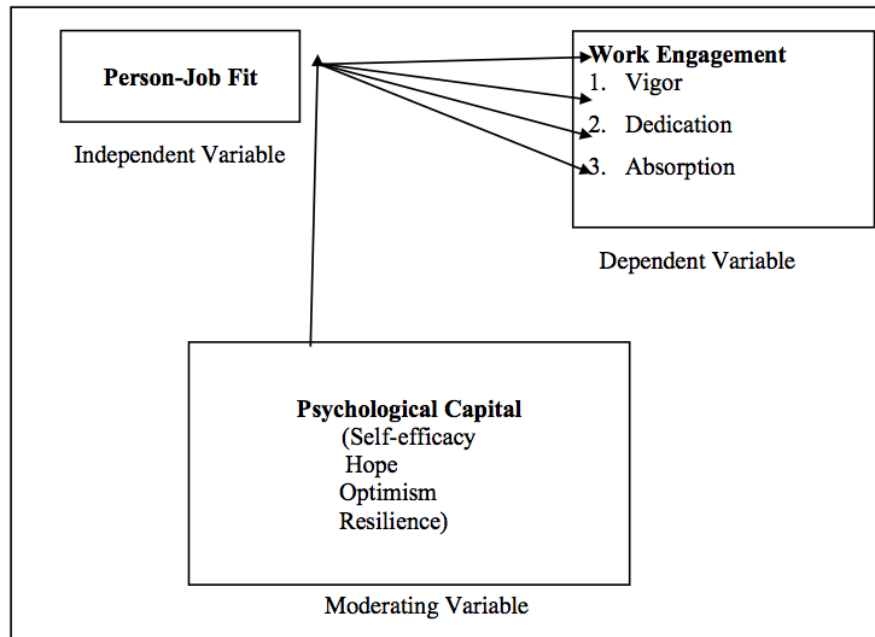 Person-Job Fit
Independent Variable
Work Engagement
1. Vigor
2. Dedication
3. Absorption
Dependent Variable
Psychological Capital
(Self-efficacy
Hope
Optimism
Resilience)
Moderating Variable